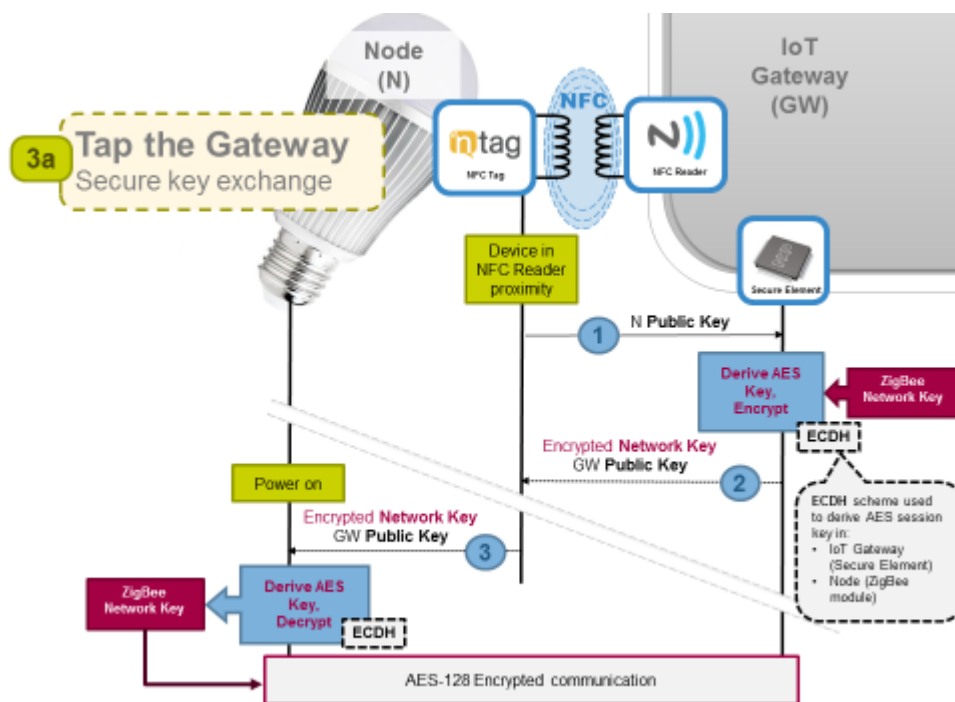 Node
(N)
IoT
Gateway
(GW)
3a
Tap the Gateway
Secure key exchange
ntag
NFC Tag
NFC
NFC Reader
Secure Element
Device in
NFC Reader
proximity
1
N Public Key
Derive AES
Key,
Encrypt
ZigBee
Network Key
ECDH
Encrypted Network Key
GW Public Key
2
ECDH scheme used
to derive AES session
key in:
• IoT Gateway
(Secure Element)
• Node (ZigBee
module)
Power on
Encrypted Network Key
GW Public Key
3
ZigBee
Network Key
Derive AES
Key,
Decrypt
ECDH
AES-128 Encrypted communication